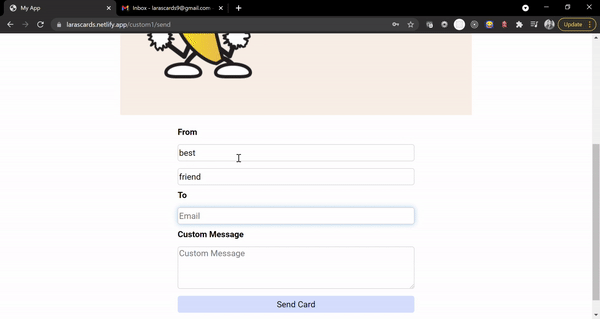 My App
Inbox - larascards9@gmail.com
larascards.netlify.app/custom1/send
Update
From
best
friend
To
Email
Custom Message
Custom Message
Send Card